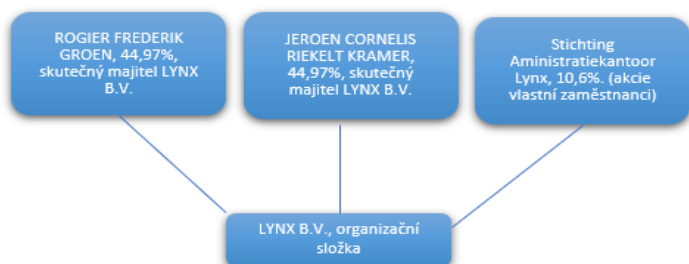 ROGIER FREDERIK
GROEN, 44,97%,
skutečný majitel LYNX
B.V.
JEROEN CORNELIS
RIEKELT KRAMER,
44,97%, skutečný
majitel LYNX B.V.
Stichting
Aministratiekantoor
Lynx, 10,6%. (akcie
vlastní zaměstnanci)
LYNX B.V., organizační
složka